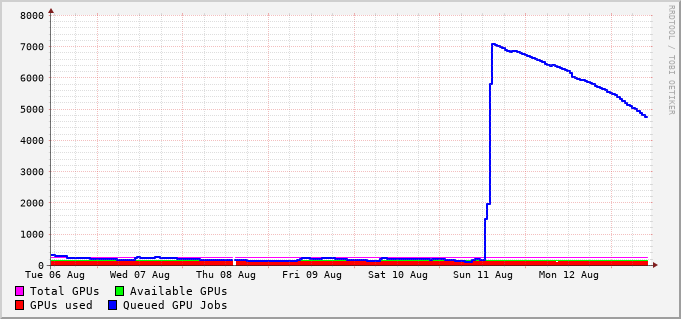 8000
7000
6000
5000
4000
3000
2000
1000
0
Tue 06 Aug Wed 07 Aug Thu 08 Aug Fri 09 Aug Sat 10 Aug Sun 11 Aug Mon 12 Aug
Total GPUs Available GPUs
GPUs used Queued GPU Jobs
RRDTOOL / TOBI OETIKER